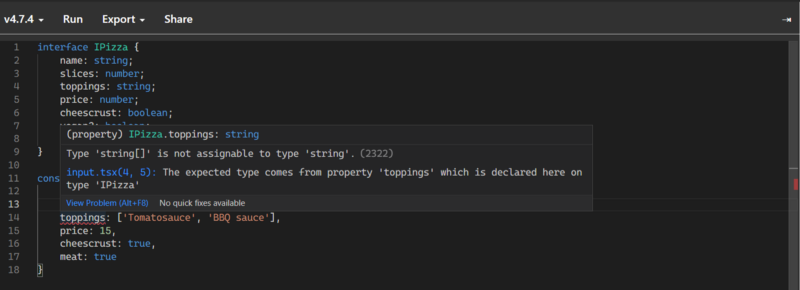 v4.7.4 Run Export Share
1 interface IPizza {
2 name: string;
3 slices: number;
4 toppings: string;
5 price: number;
6 cheescrust: boolean;
7
(property) IPizza.toppings: string
8
Type 'string[]' is not assignable to type 'string'. (2322)
9 }
10 input.tsx(4, 5): The expected type comes from property 'toppings' which is declared here on
11 cons type 'IPizza'
12
13 View Problem (Alt+F8) No quick fixes available
14 toppings: ['Tomatosauce', 'BBQ sauce'],
15 price: 15,
16 cheescrust: true,
17 meat: true
18 }